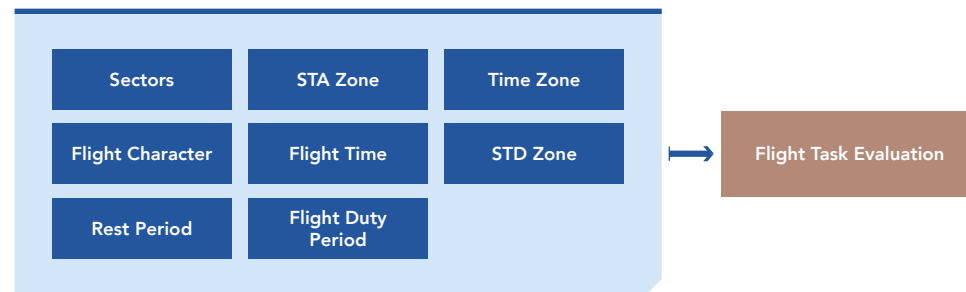 Sectors
STA Zone
Time Zone
Flight Character
Flight Time
STD Zone
Rest Period
Flight Duty
Period
Flight Task Evaluation